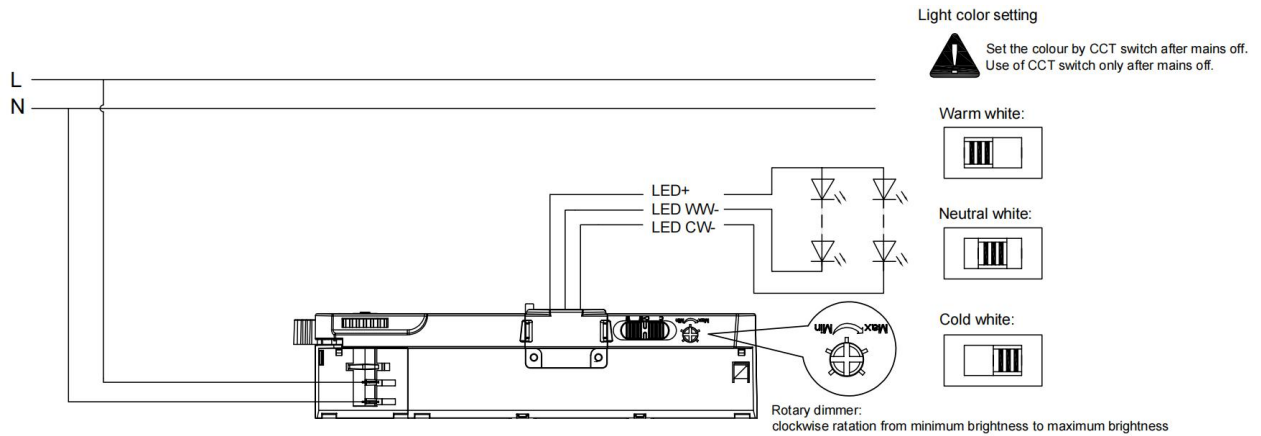 Light color setting
Set the colour by CCT switch after mains off.
Use of CCT switch only after mains off.
L
N
Warm white:
LED+
LED WW-
LED CW-
Neutral white:
Cold white:
Min
Max
Rotary dimmer:
clockwise ratation from minimum brightness to maximum brightness